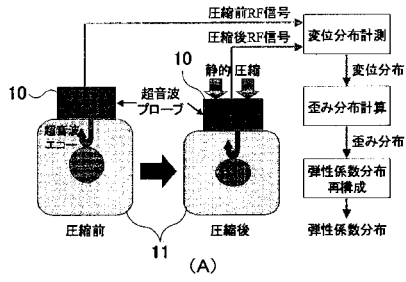 圧縮前RF信号
圧縮後RF信号
変位分布計測
10
10
静的 圧縮
変位分布
超音波
プローブ
歪み分布計算
超音波
エコー
歪み分布
弾性係数分布
再構成
圧縮前
11
圧縮後
弾性係数分布
(A)